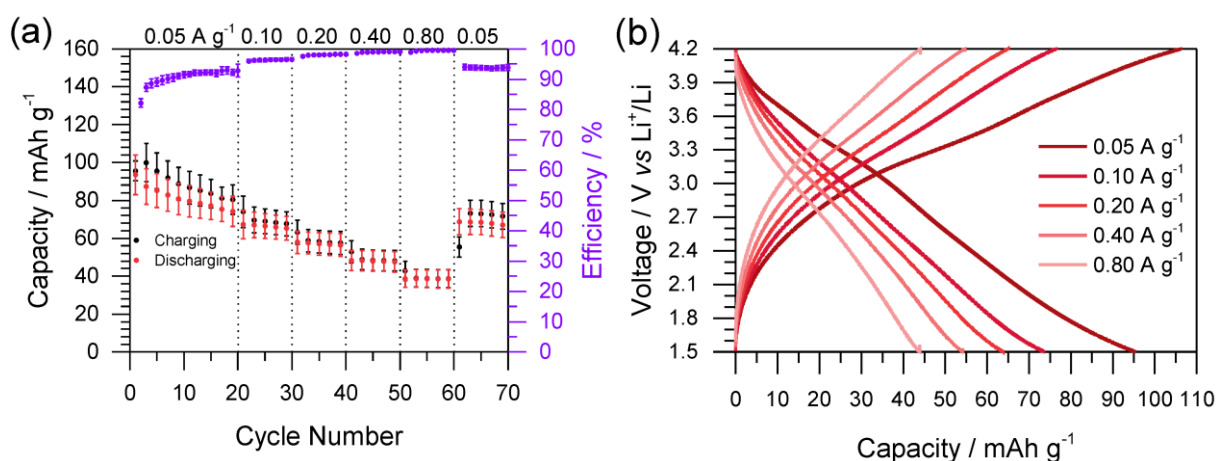 (a)
0.05 A g⁻¹ 0.10 0.20 0.40 0.80 0.05
160
140
120
100
80
60
40
20
0
Capacity / mAh g⁻¹
Charging
Discharging
100
90
80
70
60
50
40
30
20
10
0
Efficiency / %
0 10 20 30 40 50 60 70
Cycle Number
(b)
4.2
3.9
3.6
3.3
3.0
2.7
2.4
2.1
1.8
1.5
Voltage / V vs Li⁺/Li
0.05 A g⁻¹
0.10 A g⁻¹
0.20 A g⁻¹
0.40 A g⁻¹
0.80 A g⁻¹
0 10 20 30 40 50 60 70 80 90 100 110
Capacity / mAh g⁻¹